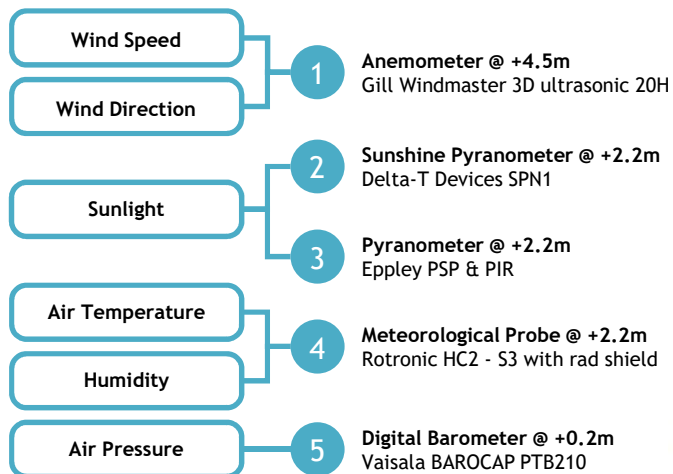 Wind Speed
Wind Direction
1
Anemometer @ +4.5m
Gill Windmaster 3D ultrasonic 20H
Sunlight
2
Sunshine Pyranometer @ +2.2m
Delta-T Devices SPN1
3
Pyranometer @ +2.2m
Eppley PSP & PIR
Air Temperature
Humidity
4
Meteorological Probe @ +2.2m
Rotronic HC2 - S3 with rad shield
Air Pressure
5
Digital Barometer @ +0.2m
Vaisala BAROCAP PTB210